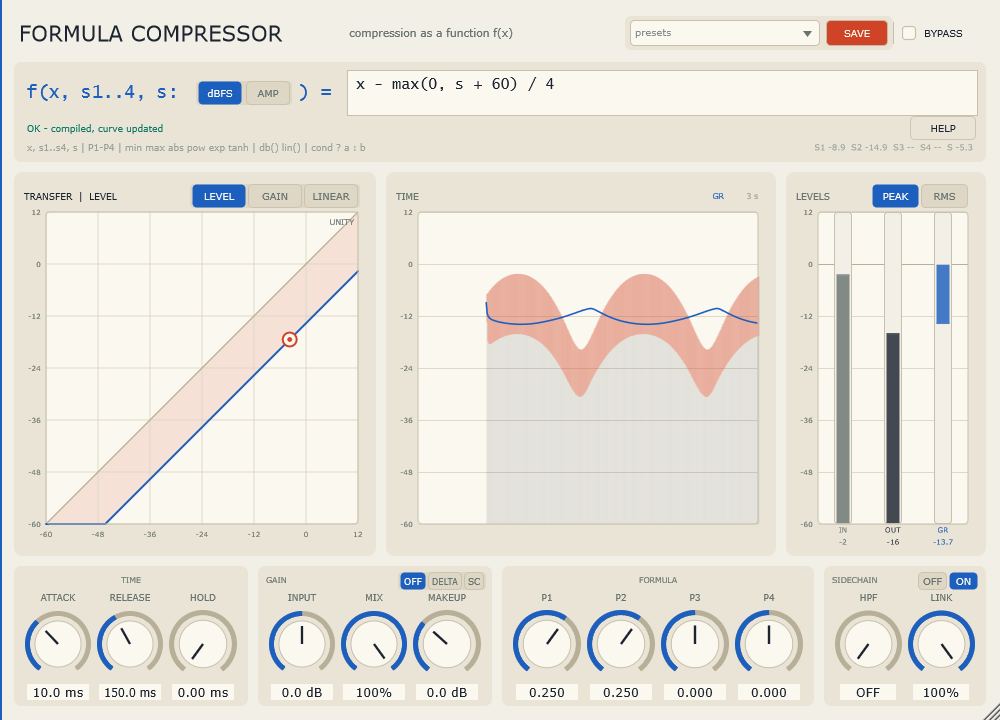 FORMULA COMPRESSOR
compression as a function f(x)
presets
SAVE
BYPASS
f(x, s1..4, s: dBFS AMP ) =
x - max(0, s + 60) / 4
OK - compiled, curve updated
HELP
x, s1..s4, s | P1-P4 | min max abs pow exp tanh | db() lin() | cond ? a : b
S1 -8.9 S2 -14.9 S3 -- S4 -- S -5.3
TRANSFER | LEVEL
LEVEL GAIN LINEAR
UNITY
12
0
-12
-24
-36
-48
-60
-60 -48 -36 -24 -12 0 12
TIME
GR
3 s
12
0
-12
-24
-36
-48
-60
LEVELS
PEAK RMS
12
0
-12
-24
-36
-48
-60
IN OUT GR
-2 -16 -13.7
TIME
ATTACK RELEASE HOLD
10.0 ms 150.0 ms 0.00 ms
GAIN
OFF DELTA SC
INPUT MIX MAKEUP
0.0 dB 100% 0.0 dB
FORMULA
P1 P2 P3 P4
0.250 0.250 0.000 0.000
SIDECHAIN
OFF ON
HPF LINK
OFF 100%